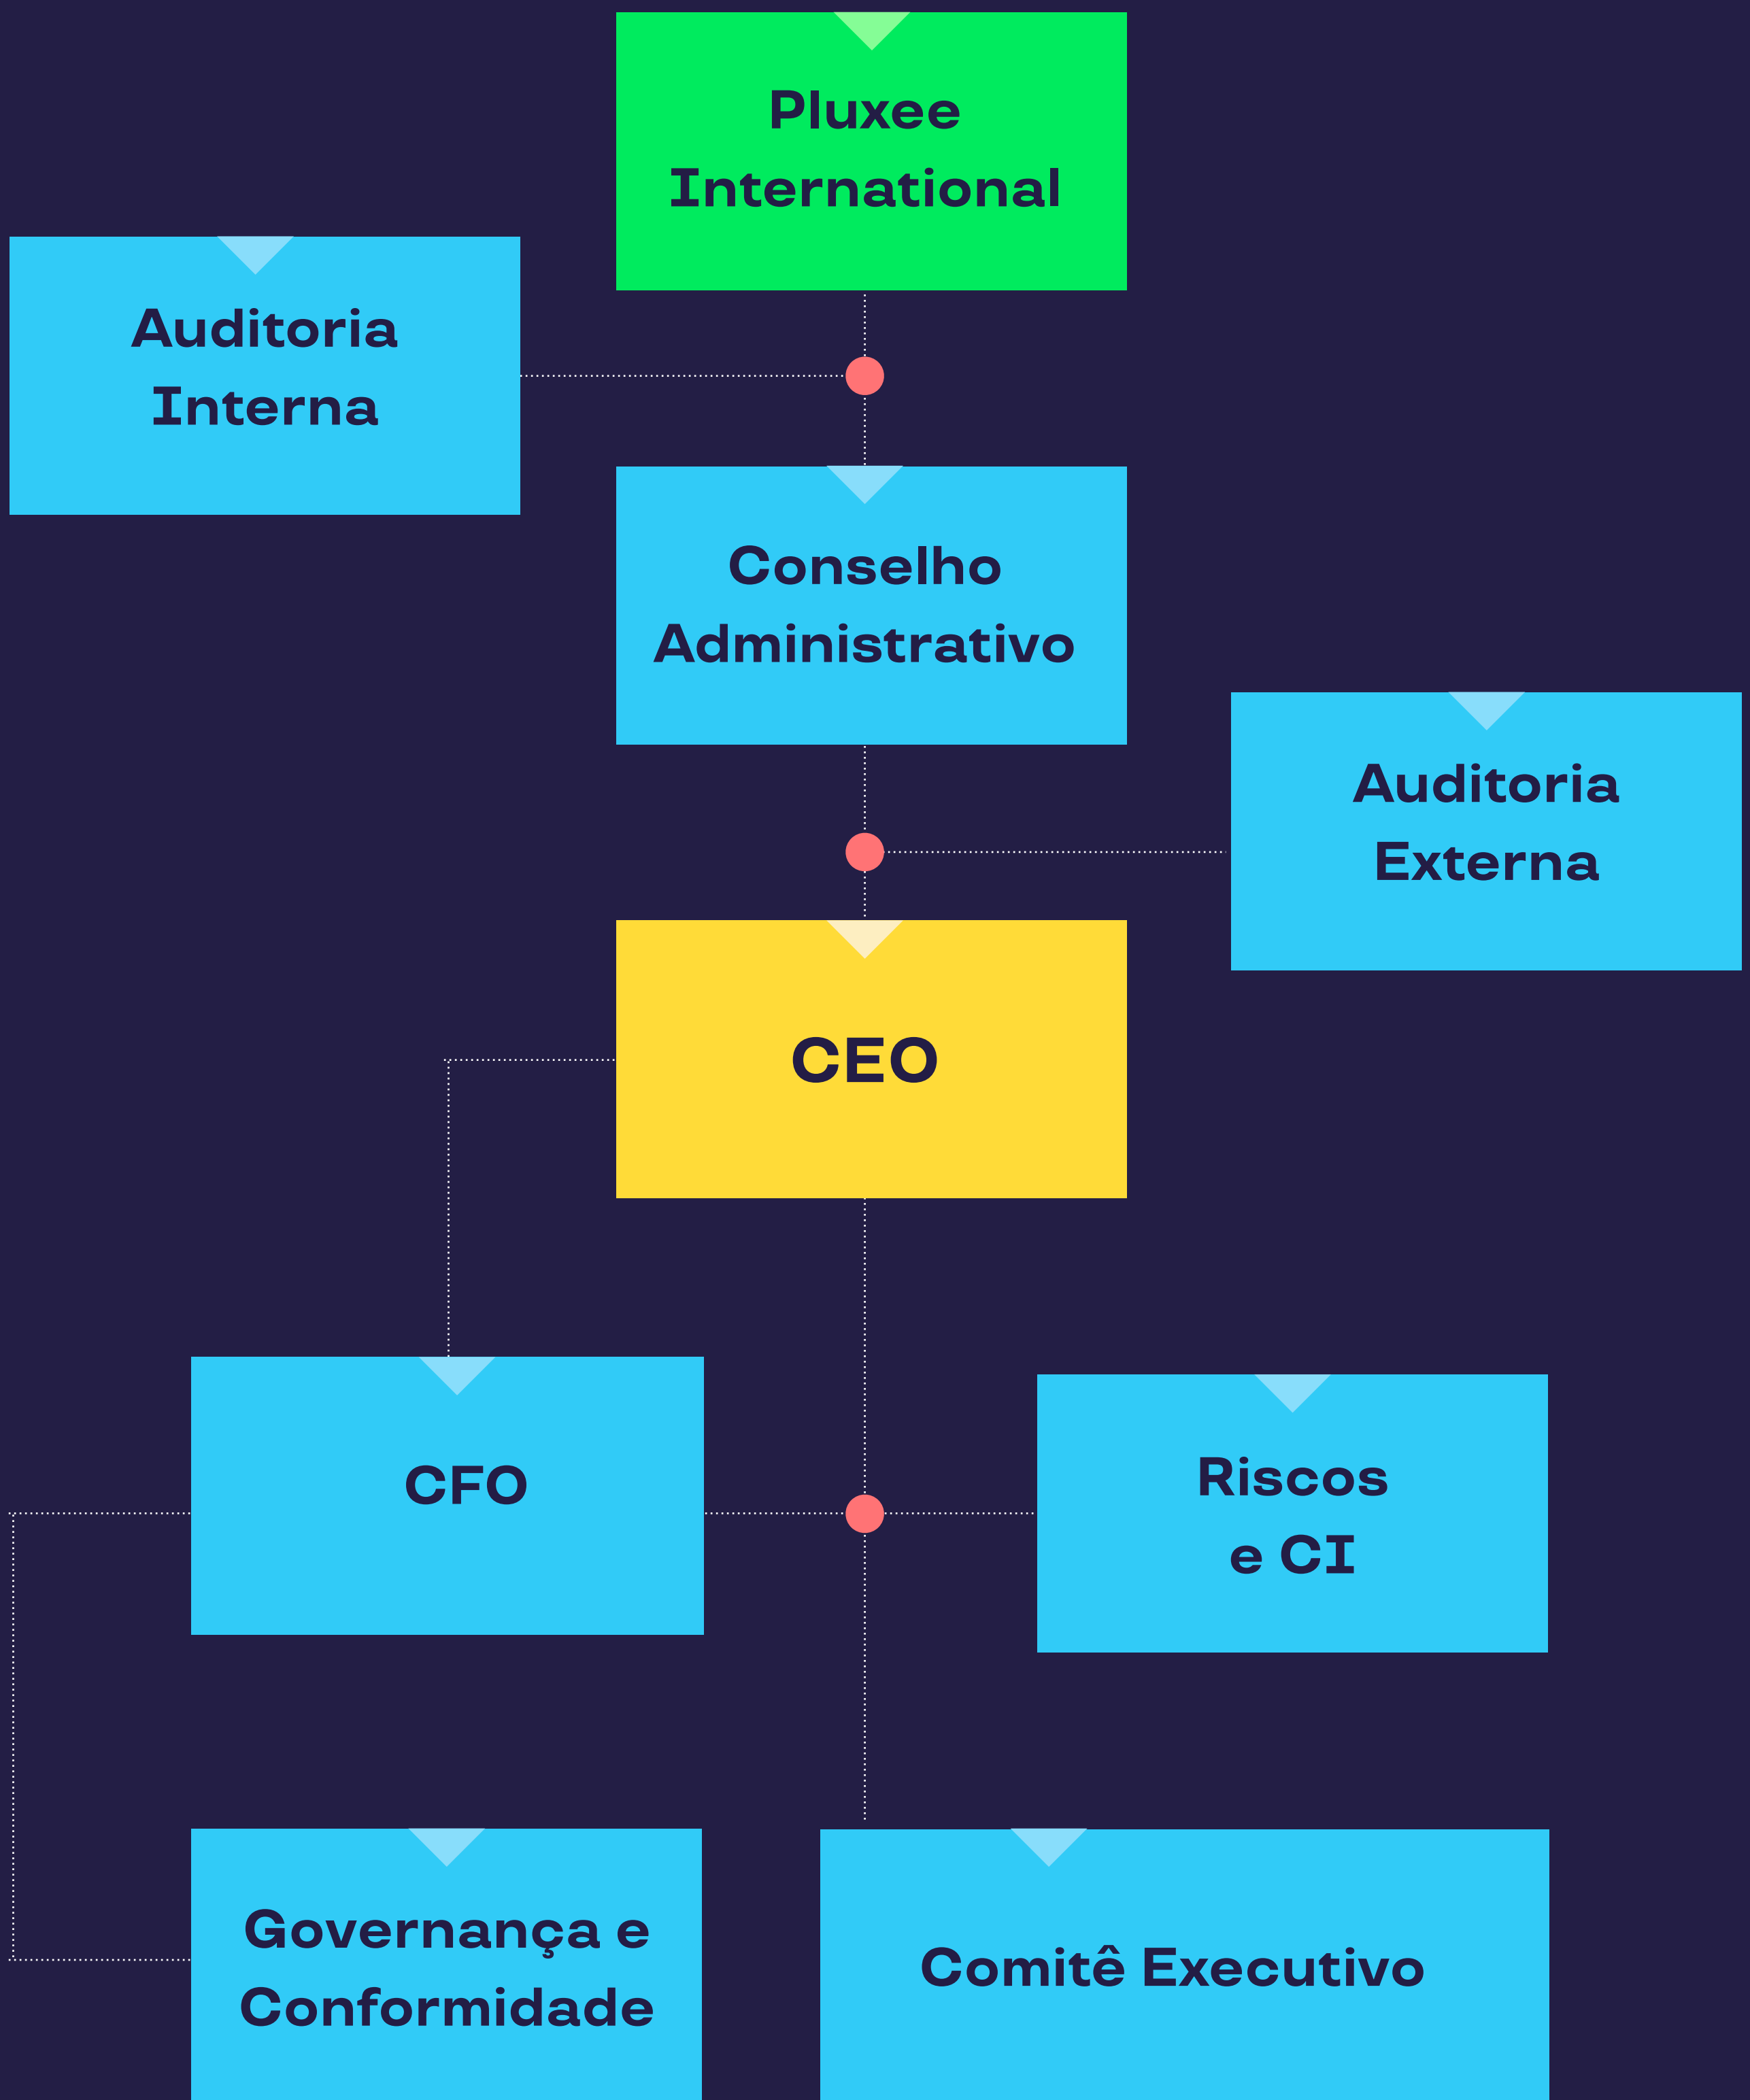 Pluxee
International
Auditoria
Interna
Conselho
Administrativo
Auditoria
Externa
CEO
CFO
Riscos
e CI
Governança e
Conformidade
Comitê Executivo